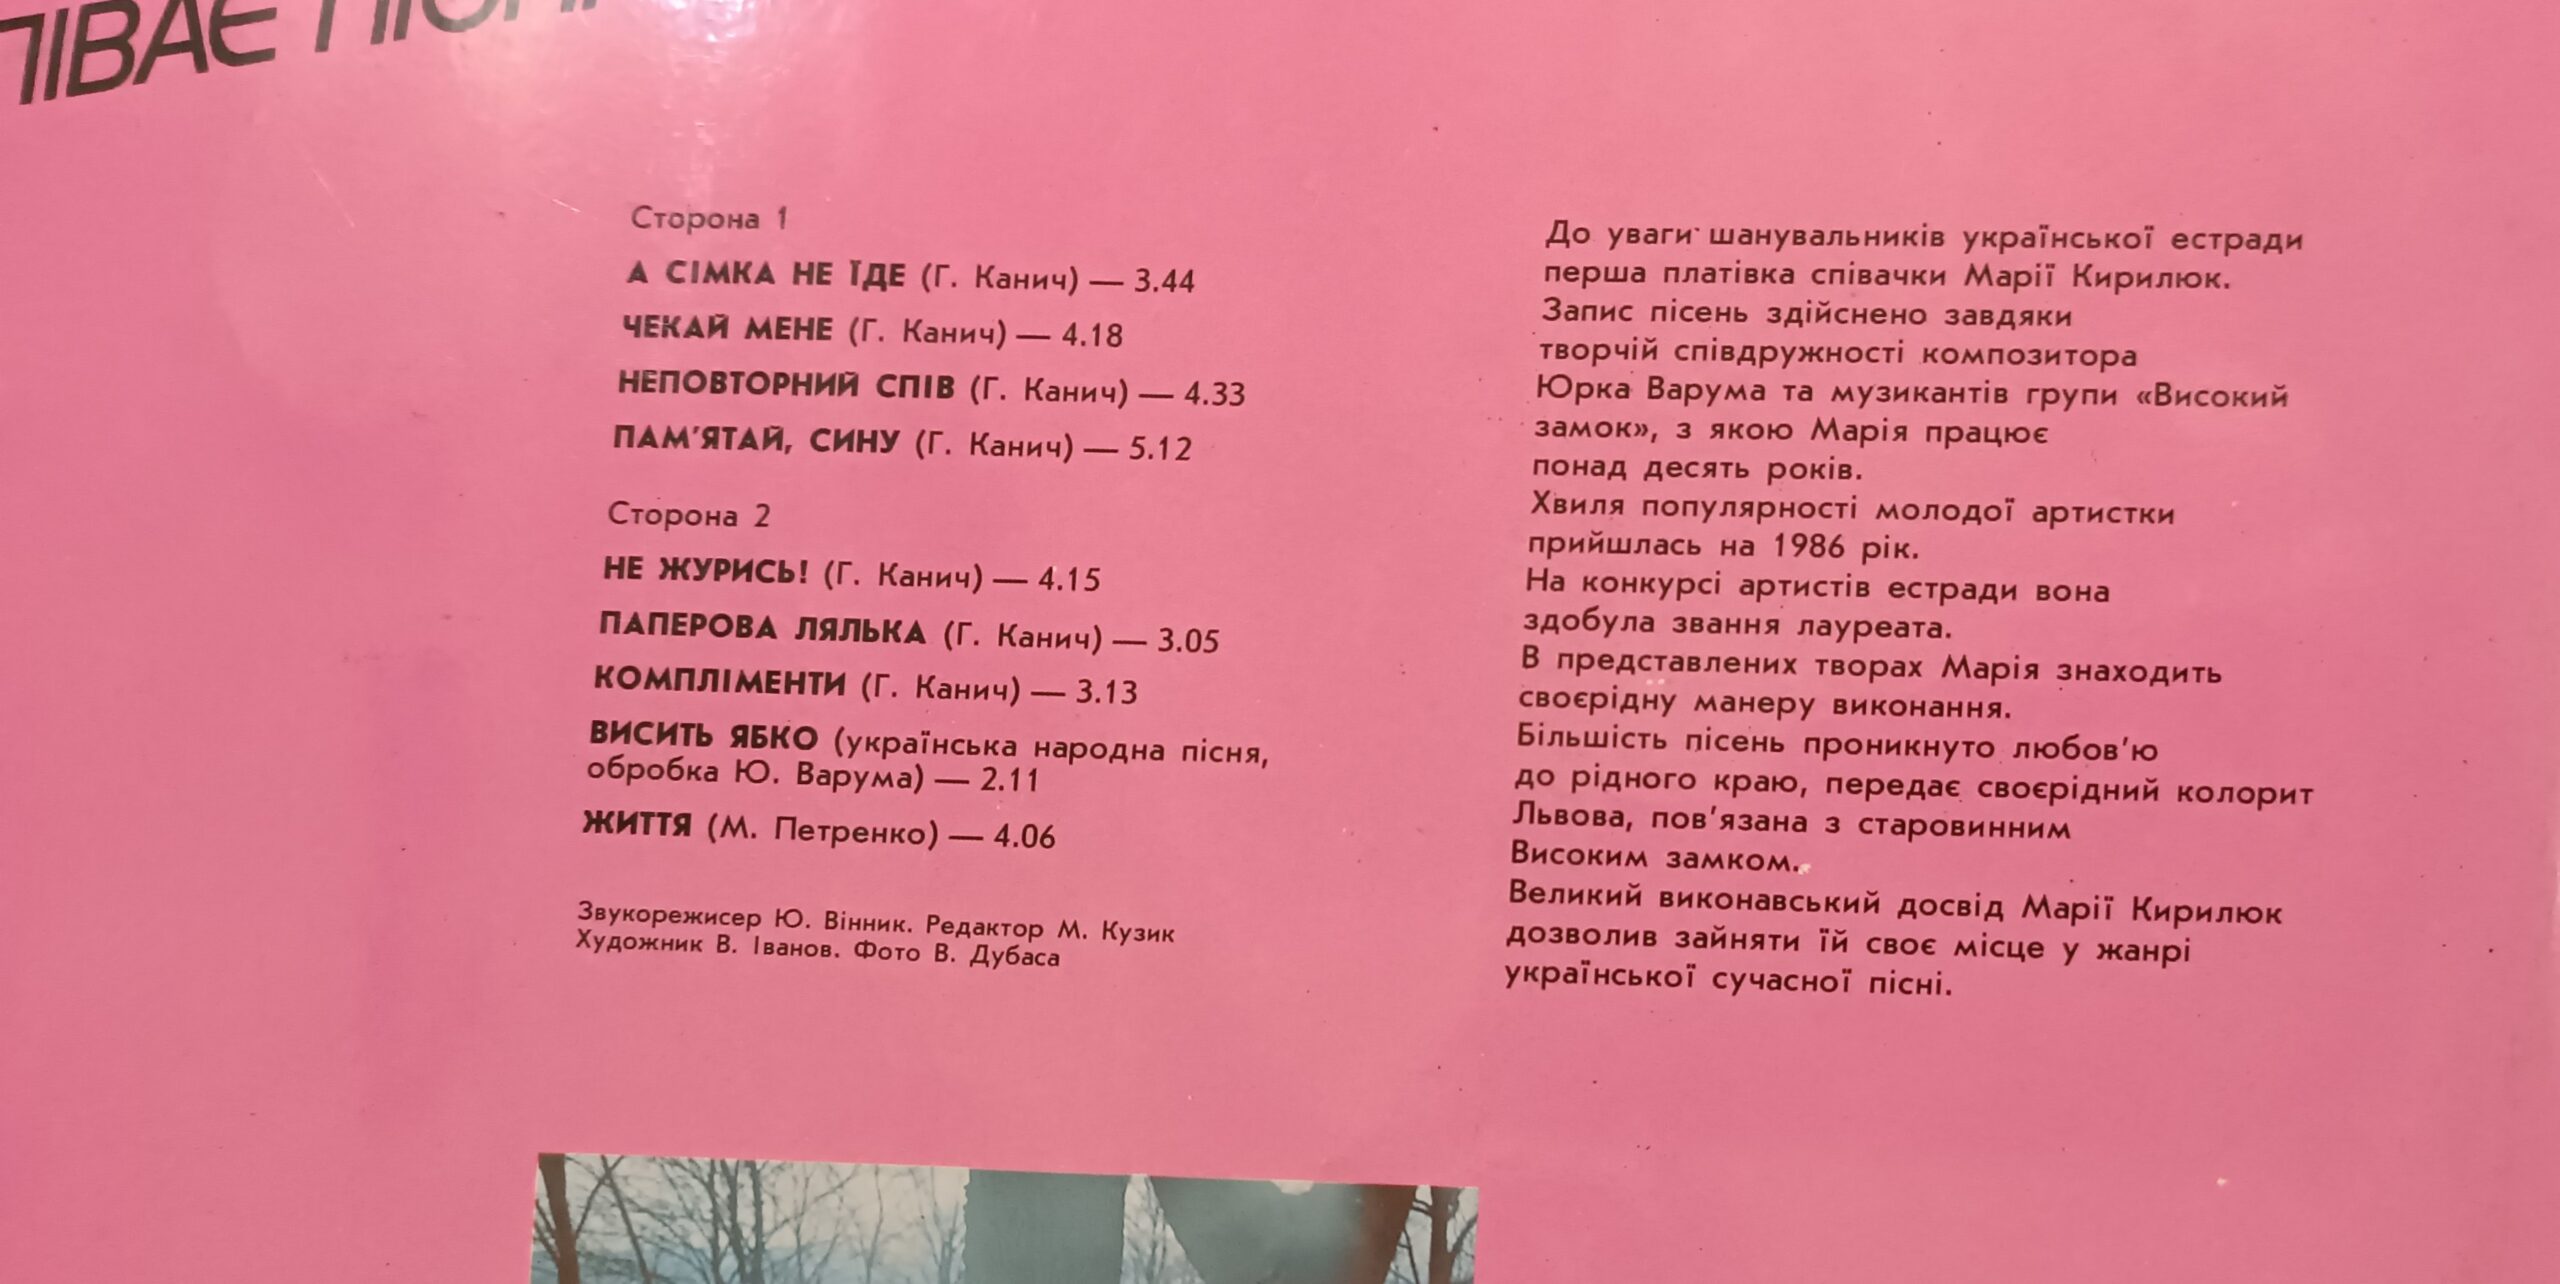 ПІВАЄ ПІСНІ
Сторона 1
А СІМКА НЕ ЇДЕ (Г. Канич) — 3.44
ЧЕКАЙ МЕНЕ (Г. Канич) — 4.18
НЕПОВТОРНИЙ СПІВ (Г. Канич) — 4.33
ПАМ'ЯТАЙ, СИНУ (Г. Канич) — 5.12
Сторона 2
НЕ ЖУРИСЬ! (Г. Канич) — 4.15
ПАПЕРОВА ЛЯЛЬКА (Г. Канич) — 3.05
КОМПЛІМЕНТИ (Г. Канич) — 3.13
ВИСИТЬ ЯБКО (українська народна пісня,
обробка Ю. Варума) — 2.11
ЖИТТЯ (М. Петренко) — 4.06
Звукорежисер Ю. Вінник. Редактор М. Кузик
Художник В. Іванов. Фото В. Дубаса
До уваги шанувальників української естради
перша платівка співачки Марії Кирилюк.
Запис пісень здійснено завдяки
творчій співдружності композитора
Юрка Варума та музикантів групи «Високий
замок», з якою Марія працює
понад десять років.
Хвиля популярності молодої артистки
прийшлась на 1986 рік.
На конкурсі артистів естради вона
здобула звання лауреата.
В представлених творах Марія знаходить
своєрідну манеру виконання.
Більшість пісень проникнуто любов'ю
до рідного краю, передає своєрідний колорит
Львова, пов'язана з старовинним
Високим замком.
Великий виконавський досвід Марії Кирилюк
дозволив зайняти їй своє місце у жанрі
української сучасної пісні.